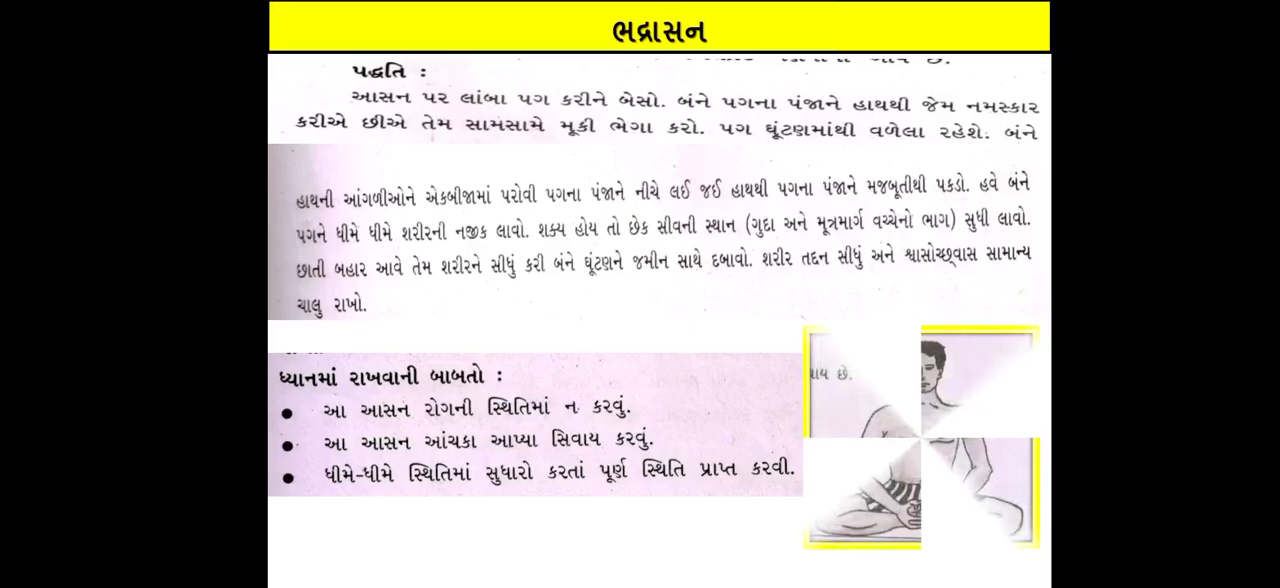 ભદ્રાસન
પદ્ધતિ :
આસન પર લાંબા પગ કરીને બેસો. બંને પગના પંજાને હાથથી જેમ નમસ્કાર
કરીએ છીએ તેમ સામસામે મૂકી ભેગા કરો. પગ ઘૂંટણમાંથી વળેલા રહેશે. બંને
હાથની આંગળીઓને એકબીજામાં પરોવી પગના પંજાને નીચે લઈ જઈ હાથથી પગના પંજાને મજબૂતીથી પકડો. હવે બંને
પગને ધીમે ધીમે શરીરની નજીક લાવો. શક્ય હોય તો છેક સીવની સ્થાન (ગુદા અને મૂત્રમાર્ગ વચ્ચેનો ભાગ) સુધી લાવો.
છાતી બહાર આવે તેમ શરીરને સીધું કરી બંને ઘૂંટણને જમીન સાથે દબાવો. શરીર તદ્દન સીધું અને શ્વાસોચ્છ્વાસ સામાન્ય
ચાલુ રાખો.
ધ્યાનમાં રાખવાની બાબતો :
● આ આસન રોગની સ્થિતિમાં ન કરવું.
● આ આસન આંચકા આપ્યા સિવાય કરવું.
● ધીમે-ધીમે સ્થિતિમાં સુધારો કરતાં પૂર્ણ સ્થિતિ પ્રાપ્ત કરવી.
છે.